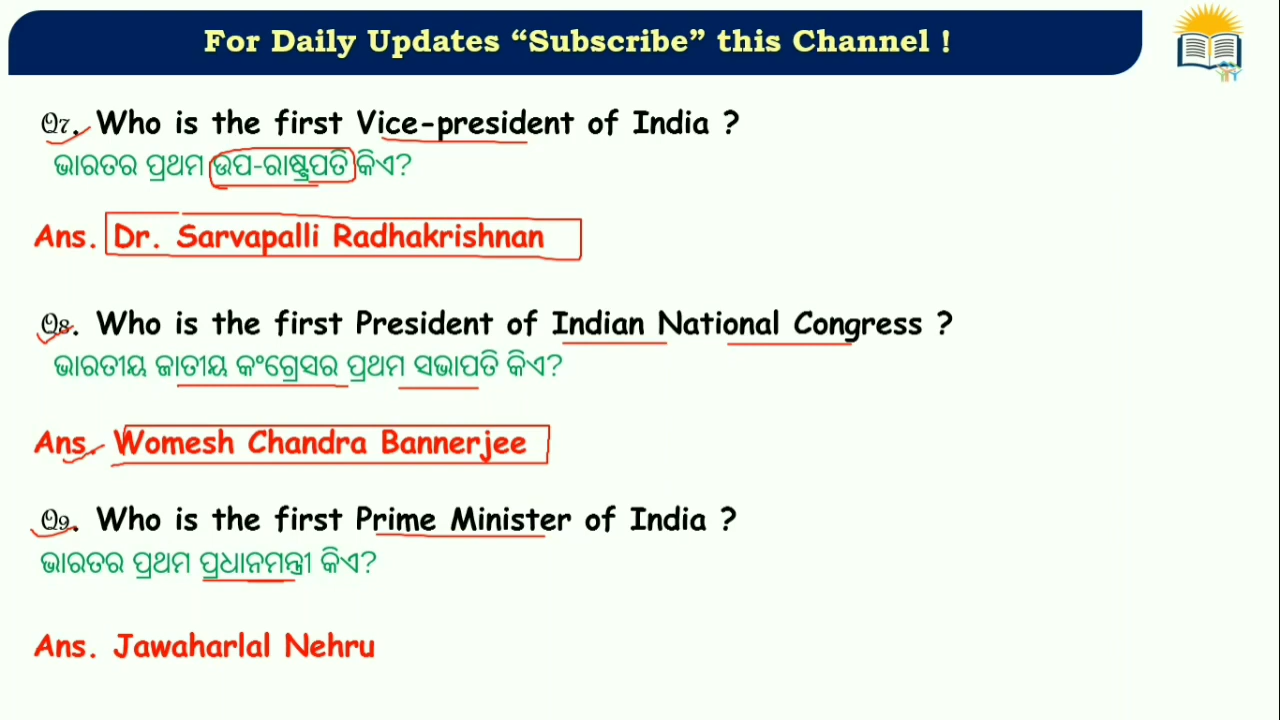 For Daily Updates “Subscribe” this Channel !
Q7. Who is the first Vice-president of India ?
ଭାରତର ପ୍ରଥମ ଉପ-ରାଷ୍ଟ୍ରପତି କିଏ?
Ans. Dr. Sarvapalli Radhakrishnan
Q8. Who is the first President of Indian National Congress ?
ଭାରତୀୟ ଜାତୀୟ କଂଗ୍ରେସର ପ୍ରଥମ ସଭାପତି କିଏ?
Ans. Womesh Chandra Bannerjee
Q9. Who is the first Prime Minister of India ?
ଭାରତର ପ୍ରଥମ ପ୍ରଧାନମନ୍ତ୍ରୀ କିଏ?
Ans. Jawaharlal Nehru